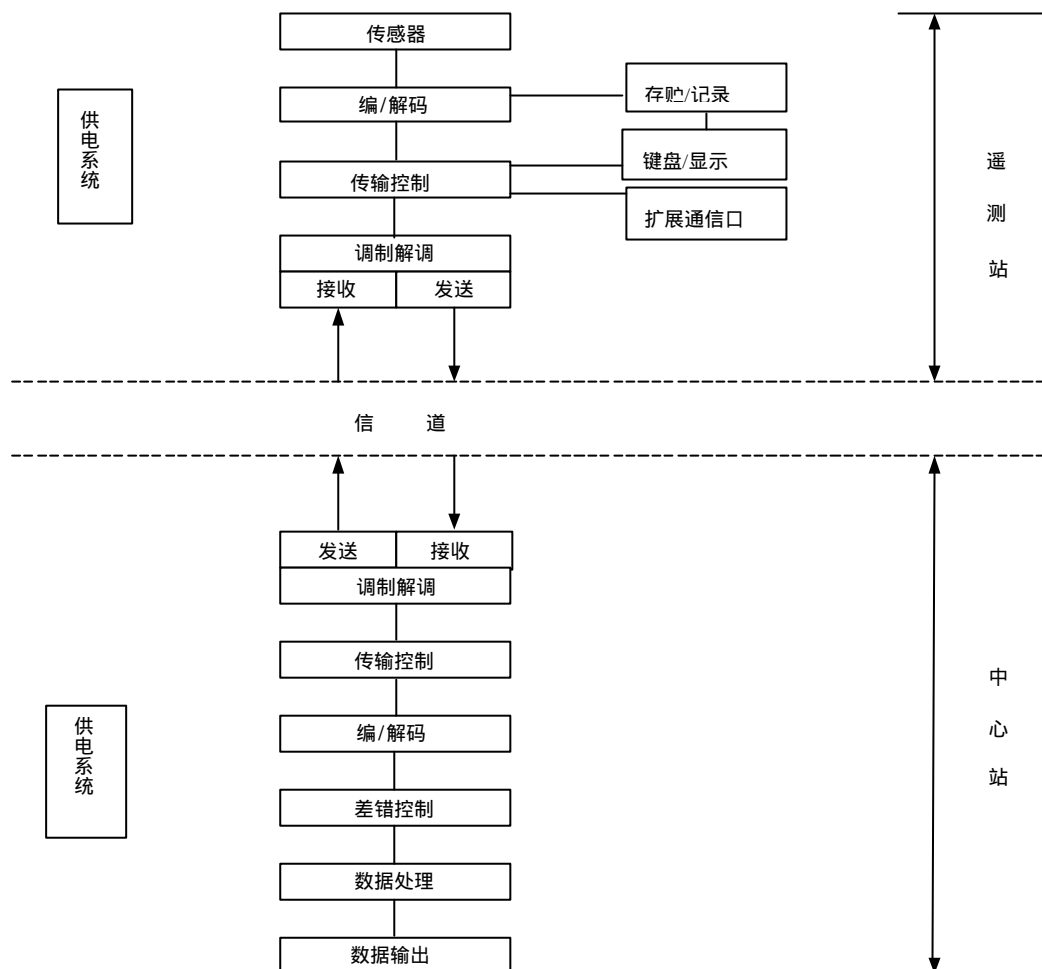 传感器
供电系统
编/解码
存贮/记录
键盘/显示
传输控制
扩展通信口
调制解调
接收
发送
遥测站
信 道
发送
接收
调制解调
传输控制
供电系统
编/解码
差错控制
数据处理
数据输出
中心站